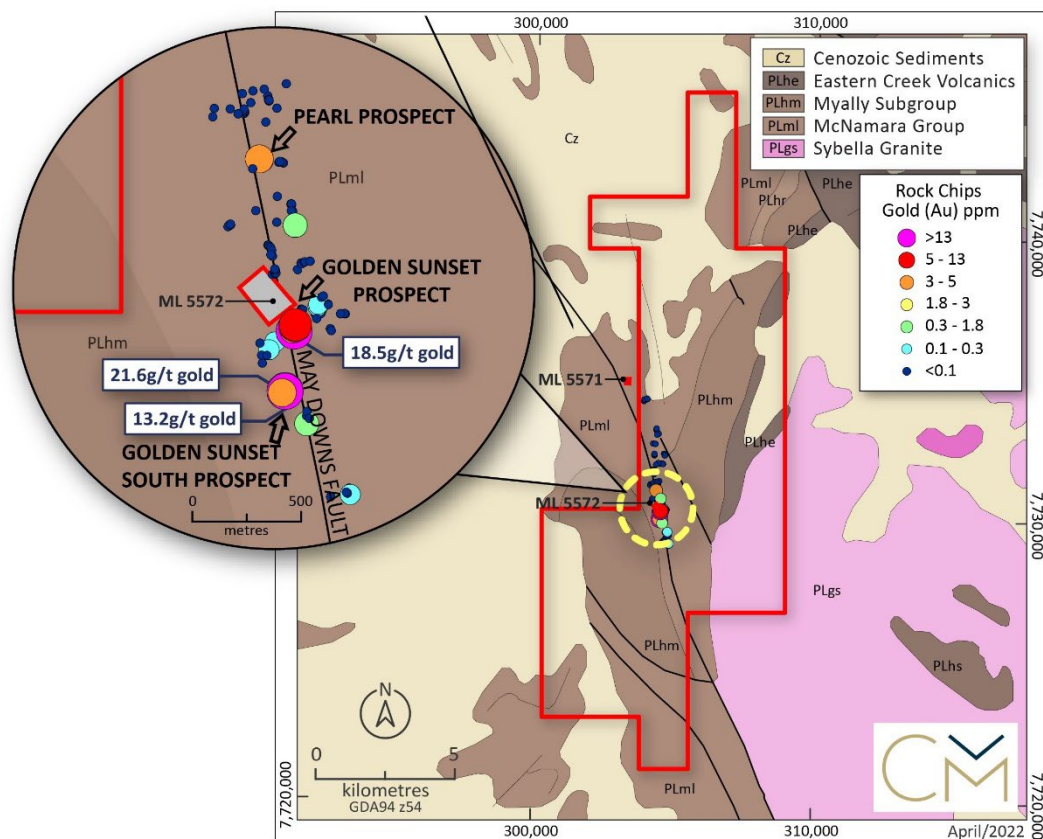 300,000
310,000
Cz Cenozoic Sediments
PLhe Eastern Creek Volcanics
PLhm Myally Subgroup
PLml McNamara Group
PLgs Sybella Granite
Rock Chips
Gold (Au) ppm
>13
5 - 13
3 - 5
1.8 - 3
0.3 - 1.8
0.1 - 0.3
<0.1
PEARL PROSPECT
PLml
GOLDEN SUNSET
PROSPECT
ML 5572
PLhm
18.5g/t gold
21.6g/t gold
13.2g/t gold
GOLDEN SUNSET
SOUTH PROSPECT
MAY DOWNS FAULT
0 500
metres
Cz
PLml
PLhr
PLhe
PLhe
7,740,000
ML 5571
PLhm
PLml
PLhe
ML 5572
7,730,000
PLgs
PLhm
PLhs
N
0 5
kilometres
GDA94 z54
PLml
CM
7,720,000
7,720,000
300,000
310,000
April/2022